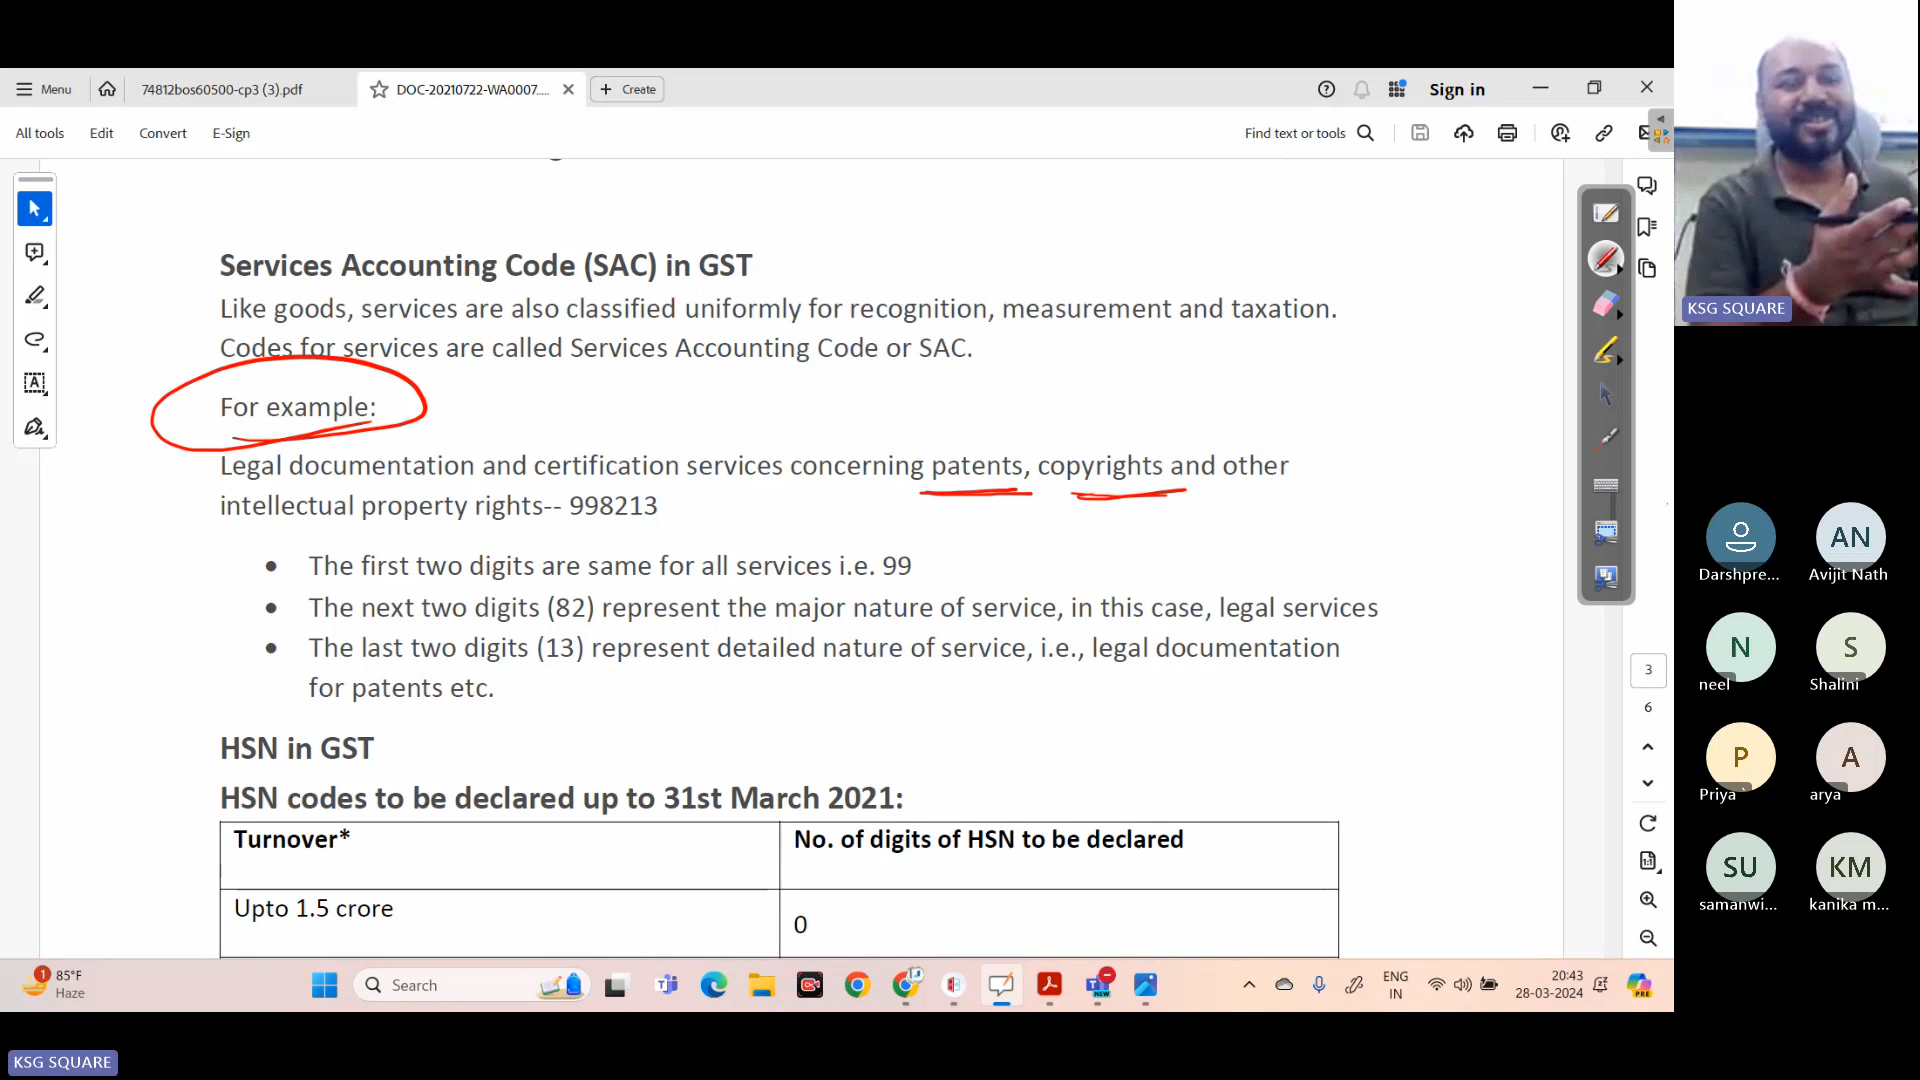 Menu
74812bos60500-cp3 (3).pdf
DOC-20210722-WA0007....
Create
Sign in
All tools
Edit
Convert
E-Sign
Find text or tools
Services Accounting Code (SAC) in GST
Like goods, services are also classified uniformly for recognition, measurement and taxation.
Codes for services are called Services Accounting Code or SAC.
For example:
Legal documentation and certification services concerning patents, copyrights and other
intellectual property rights-- 998213
• The first two digits are same for all services i.e. 99
• The next two digits (82) represent the major nature of service, in this case, legal services
• The last two digits (13) represent detailed nature of service, i.e., legal documentation
for patents etc.
HSN in GST
HSN codes to be declared up to 31st March 2021:
Turnover*
No. of digits of HSN to be declared
Upto 1.5 crore
0
3
6
KSG SQUARE
Darshpre...
AN
Avijit Nath
N
neel
S
Shalini
P
Priya `
A
arya
SU
samanwi...
KM
kanika m...
1
85°F
Haze
Search
NEW
ENG
IN
20:43
28-03-2024
PRE
KSG SQUARE